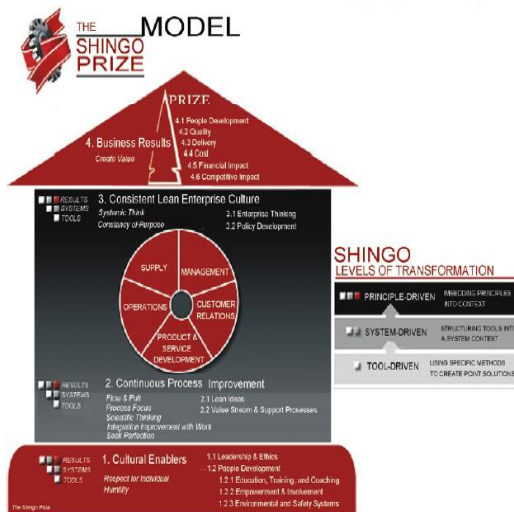 THE SHINGO PRIZE MODEL
PRIZE
4. Business Results
Create Value
4.1 People Development
4.2 Quality
4.3 Delivery
4.4 Cost
4.5 Financial Impact
4.6 Competitive Impact
RESULTS
SYSTEMS
TOOLS
3. Consistent Lean Enterprise Culture
Systemic Think
Constancy of Purpose
3.1 Enterprise Thinking
3.2 Policy Development
SUPPLY
MANAGEMENT
OPERATIONS
CUSTOMER
RELATIONS
PRODUCT &
SERVICE
DEVELOPMENT
RESULTS
SYSTEMS
TOOLS
2. Continuous Process Improvement
Flow & Pull
Process Focus
Scientific Thinking
Integration Improvement with Work
Seek Perfection
2.1 Lean Ideas
2.2 Value Stream & Support Prosesses
RESULTS
SYSTEMS
TOOLS
1. Cultural Enablers
Respect for Individual
Humility
1.1 Leadership & Ethics
1.2 People Development
1.2.1 Education, Training, and Coaching
1.2.2 Empowerment & Involvement
1.2.3 Environmental and Safety Systems
The Shingo Prize
SHINGO
LEVELS OF TRANSFORMATION
PRINCIPLE-DRIVEN
IMBEDDING PRINCIPLES
INTO CONTEXT
SYSTEM-DRIVEN
STRUCTURING TOOLS INT
A SYSTEM CONTEXT
TOOL-DRIVEN
USING SPECIFIC METHODS
TO CREATE POINT SOLUTIONS